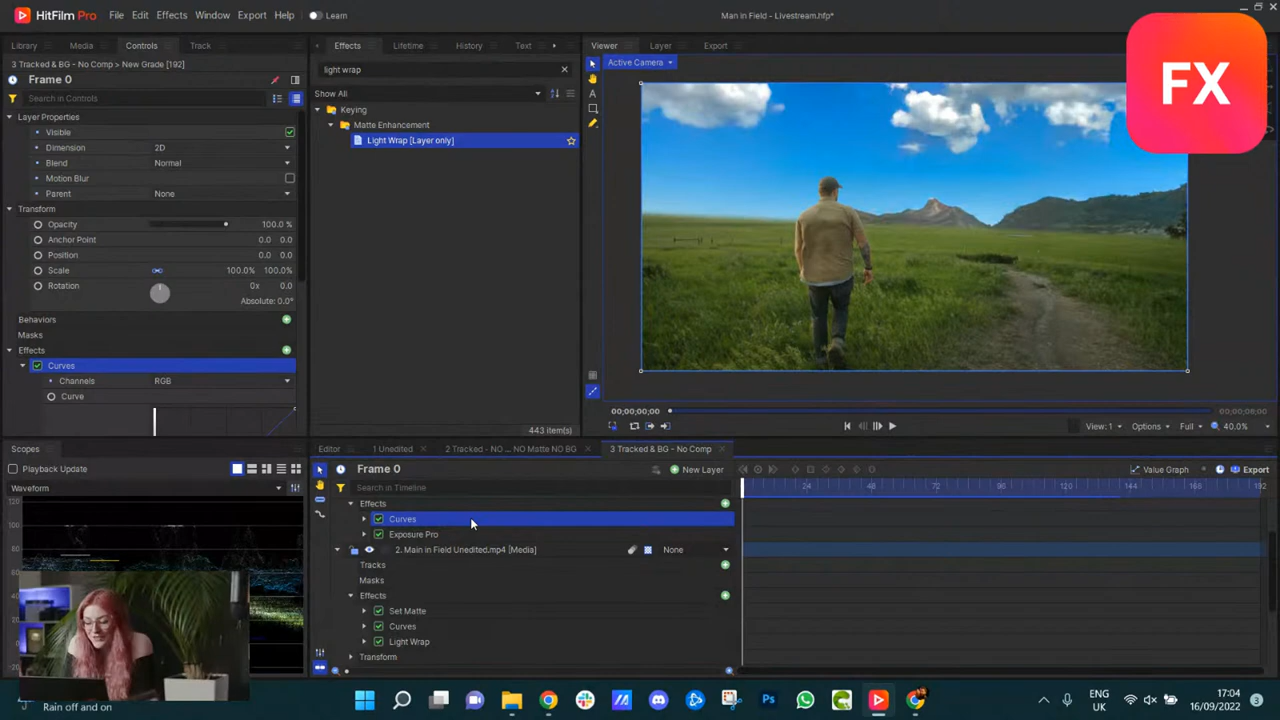 HitFilm Pro File Edit Effects Window Export Help Learn Man in Field - Livestream.hfp*
FX
Library Media Controls Track
3 Tracked & BG - No Comp > New Grade [192]
Frame 0
Search in Controls
Layer Properties
Visible
Dimension 2D
Blend Normal
Motion Blur
Parent None
Transform
Opacity 100.0 %
Anchor Point 0.0 0.0
Position 0.0 0.0
Scale 100.0% 100.0%
Rotation 0x 0.0
Absolute: 0.0°
Behaviors
Masks
Effects
Curves
Channels RGB
Curve
Effects Lifetime History Text
light wrap
Show All
Keying
Matte Enhancement
Light Wrap [Layer only]
443 item(s)
Viewer Layer Export
Active Camera
00;00;00;00 00;00;06;00
View: 1 Options Full 40.0%
Scopes
Playback Update
Waveform
120
100
80
60
-20
Editor 1 Unedited 2 Tracked - NO ... NO Matte NO BG 3 Tracked & BG - No Comp
Frame 0 New Layer Value Graph Export
Search in Timeline 24 48 72 96 120 144 168 192
Effects
Curves
Exposure Pro
2. Main in Field Unedited.mp4 [Media] None
Tracks
Masks
Effects
Set Matte
Curves
Light Wrap
Transform
Rain off and on
Ps
ENG
UK
17:04
16/09/2022
3